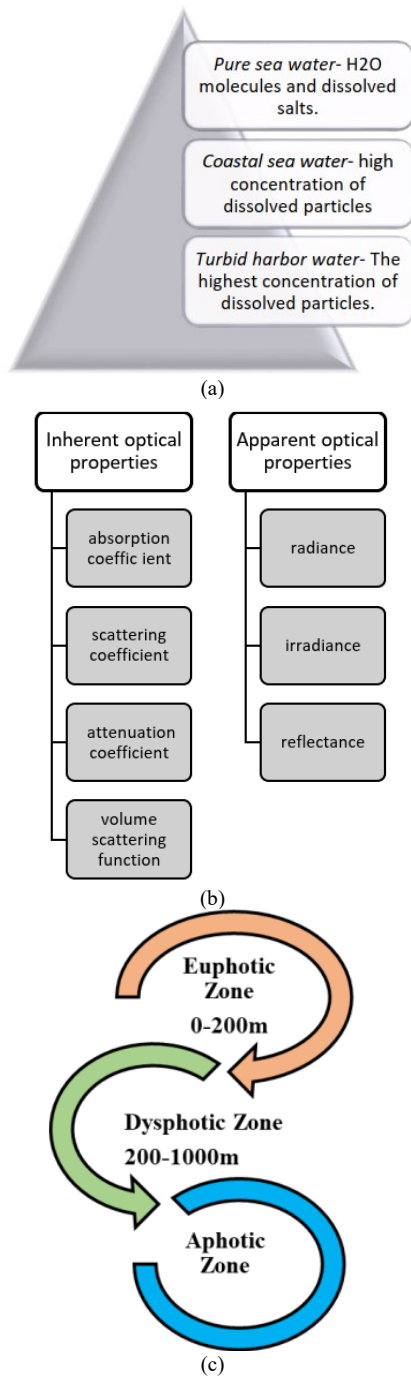 Pure sea water- H2O
molecules and dissolved
salts.
Coastal sea water- high
concentration of
dissolved particles
Turbid harbor water- The
highest concentration of
dissolved particles.
(a)
Inherent optical
properties
absorption
coeffic ient
scattering
coefficient
attenuation
coefficient
volume
scattering
function
Apparent optical
properties
radiance
irradiance
reflectance
(b)
Euphotic
Zone
0-200m
Dysphotic Zone
200-1000m
Aphotic
Zone
(c)